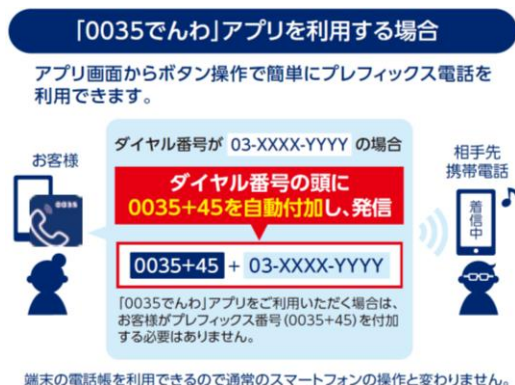 「0035でんわ」アプリを利用する場合
アプリ画面からボタン操作で簡単にプレフィックス電話を
利用できます。
お客様
0035
ダイヤル番号が 03-XXXX-YYYY の場合
ダイヤル番号の頭に
0035+45を自動付加し、発信
0035+45 + 03-XXXX-YYYY
「0035でんわ」アプリをご利用いただく場合は、
お客様がプレフィックス番号(0035+45)を付加
する必要はありません。
相手先
携帯電話
着信中
端末の電話帳を利用できるので通常のスマートフォンの操作と変わりません。